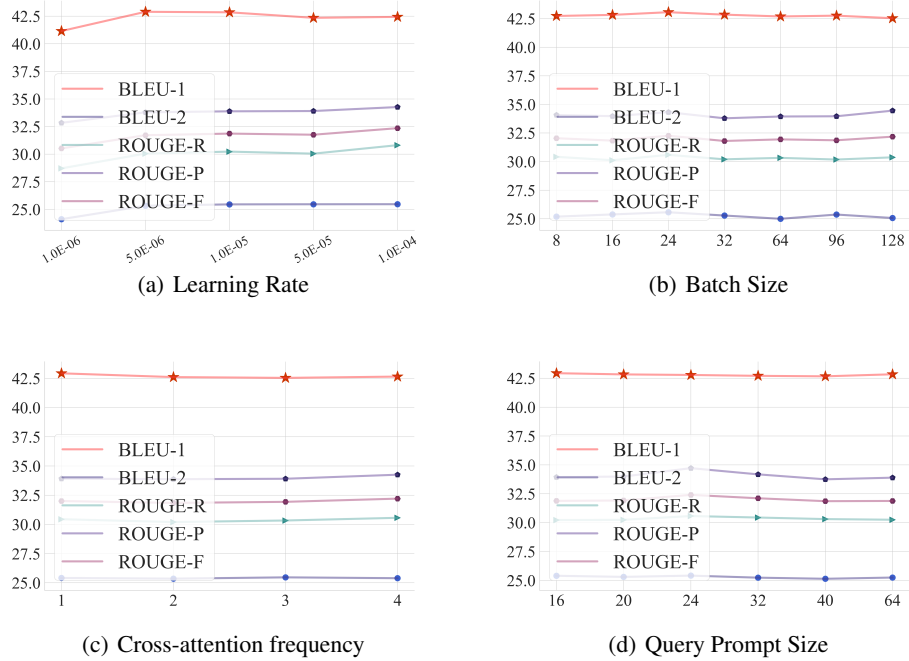 42.5
40.0
37.5
35.0
32.5
30.0
27.5
25.0
BLEU-1
BLEU-2
ROUGE-R
ROUGE-P
ROUGE-F
1.0E-06
5.0E-06
1.0E-05
5.0E-05
1.0E-04
(a) Learning Rate
42.5
40.0
37.5
35.0
32.5
30.0
27.5
25.0
BLEU-1
BLEU-2
ROUGE-R
ROUGE-P
ROUGE-F
8 16 24 32 64 96 128
(b) Batch Size
42.5
40.0
37.5
35.0
32.5
30.0
27.5
25.0
BLEU-1
BLEU-2
ROUGE-R
ROUGE-P
ROUGE-F
1 2 3 4
(c) Cross-attention frequency
42.5
40.0
37.5
35.0
32.5
30.0
27.5
25.0
BLEU-1
BLEU-2
ROUGE-R
ROUGE-P
ROUGE-F
16 20 24 32 40 64
(d) Query Prompt Size